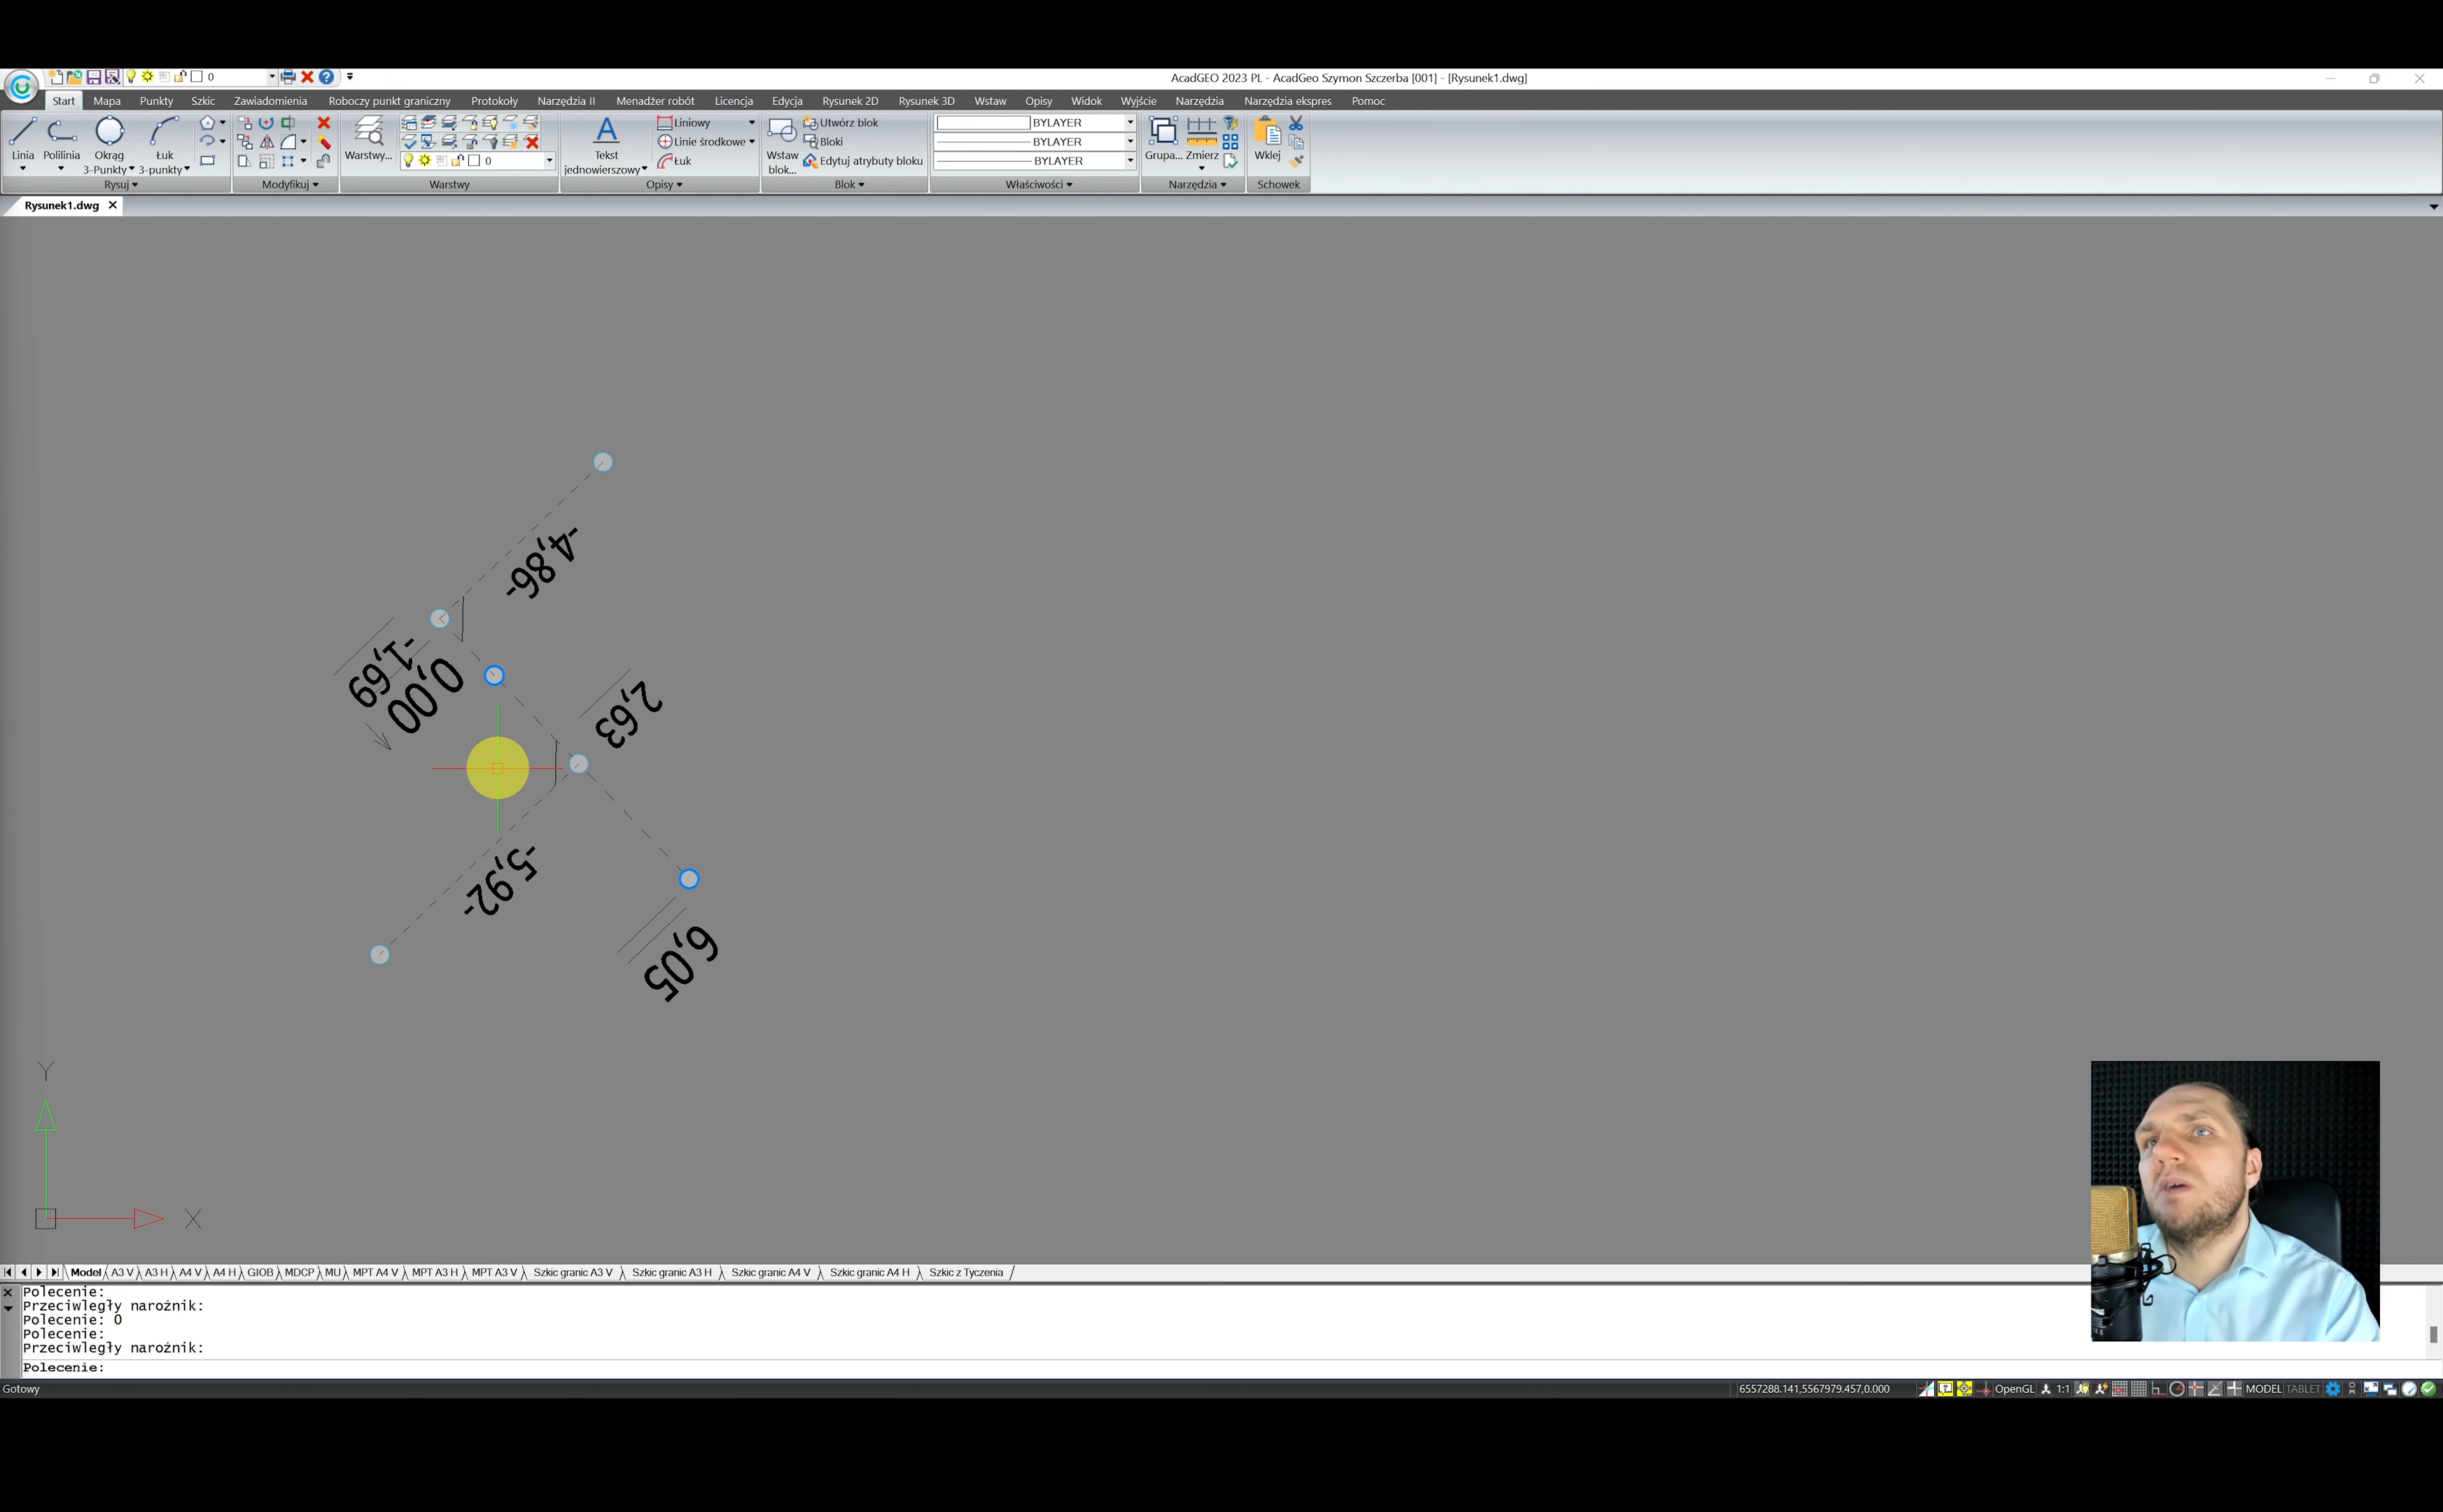 0
AcadGEO 2023 PL - AcadGeo Szymon Szczerba [001] - [Rysunek1.dwg]
Start Mapa Punkty Szkic Zawiadomienia Roboczy punkt graniczny Protokoły Narzędzia II Menadżer robót Licencja Edycja Rysunek 2D Rysunek 3D Wstaw Opisy Widok Wyjście Narzędzia Narzędzia ekspres Pomoc
Linia Polilinia Okrąg
3-Punkty Łuk
3-punkty
Rysuj
Modyfikuj
Warstwy...
0
Warstwy
A
Tekst
jednowierszowy
Liniowy
Linie środkowe
Łuk
Opisy
Wstaw
blok...
Utwórz blok
Bloki
Edytuj atrybuty bloku
Blok
BYLAYER
BYLAYER
BYLAYER
Właściwości
Grupa... Zmierz
Narzędzia
Wklej
Schowek
Rysunek1.dwg
-4,86-
-1,69
0,00
2,63
-5,92-
6,05
Y
X
Model A3 V A3 H A4 V A4 H GIOB MDCP MU MPT A4 V MPT A3 H MPT A3 V Szkic granic A3 V Szkic granic A3 H Szkic granic A4 V Szkic granic A4 H Szkic z Tyczenia
Polecenie:
Przeciwległy narożnik:
Polecenie: O
Polecenie:
Przeciwległy narożnik:
Polecenie:
Gotowy
6557288.141,5567979.457,0.000 OpenGL 1:1 MODEL TABLET